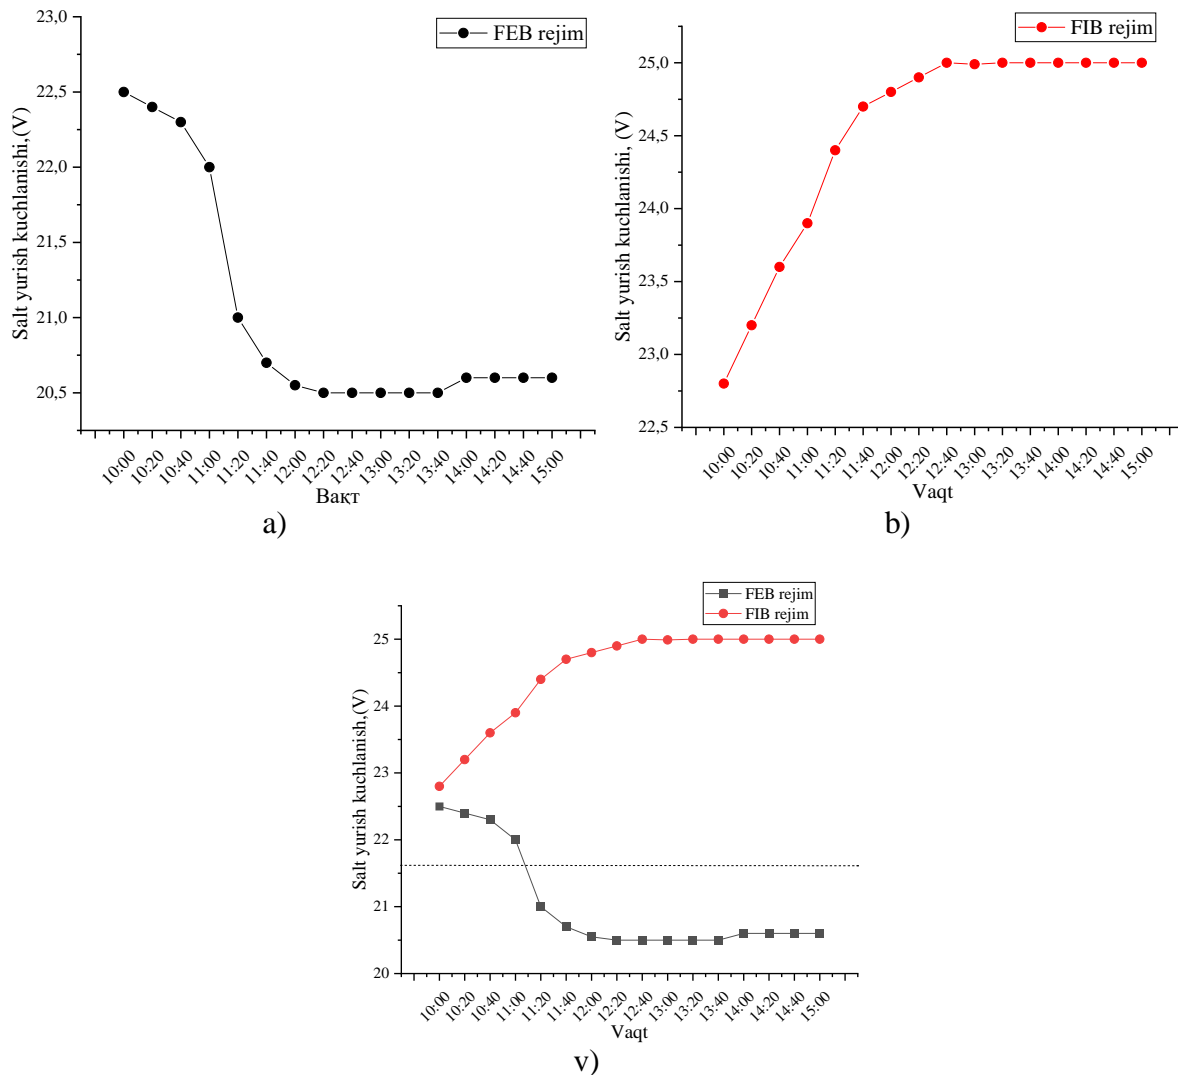 FEB rejim
23,0
22,5
22,0
21,5
21,0
20,5
Salt yurish kuchlanishi,(V)
10:00 10:20 10:40 11:00 11:20 11:40 12:00 12:20 12:40 13:00 13:20 13:40 14:00 14:20 14:40 15:00
Вақт
a)
FIB rejim
25,0
24,5
24,0
23,5
23,0
22,5
Salt yurish kuchlanishi, (V)
10:00 10:20 10:40 11:00 11:20 11:40 12:00 12:20 12:40 13:00 13:20 13:40 14:00 14:20 14:40 15:00
Vaqt
b)
FEB rejim
FIB rejim
25
24
23
22
21
20
Salt yurish kuchlanish,(V)
10:00 10:20 10:40 11:00 11:20 11:40 12:00 12:20 12:40 13:00 13:20 13:40 14:00 14:20 14:40 15:00
Vaqt
v)